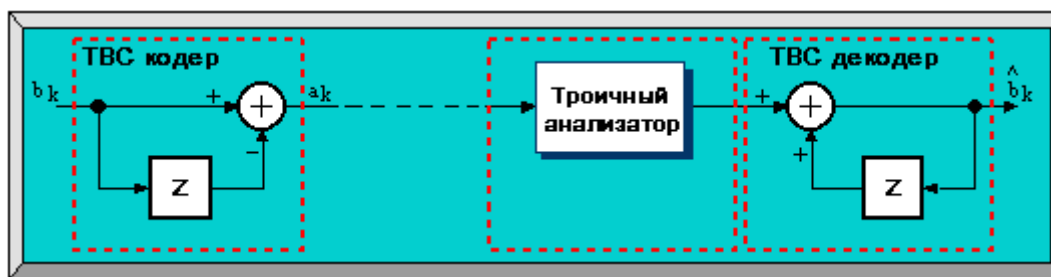 ТВС кодер
ТВС декодер
b k
+
+
a k
Троичный
анализатор
+
+
^
b k
−
Z
+
Z